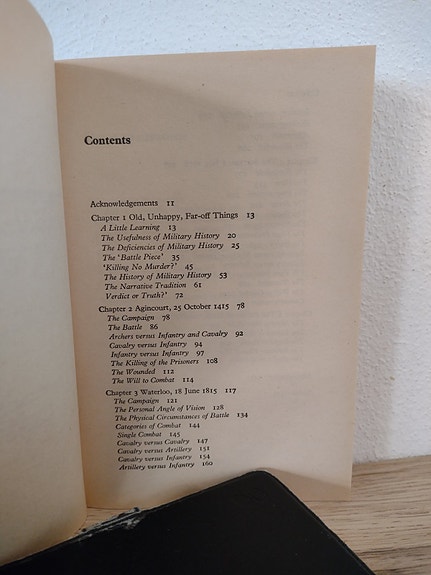 Contents
Acknowledgements 11
Chapter 1 Old, Unhappy, Far-off Things 13
A Little Learning 13
The Usefulness of Military History 20
The Deficiencies of Military History 25
The 'Battle Piece' 35
'Killing No Murder?' 45
The History of Military History 53
The Narrative Tradition 61
Verdict or Truth? 72
Chapter 2 Agincourt, 25 October 1415 78
The Campaign 78
The Battle 86
Archers versus Infantry and Cavalry 92
Cavalry versus Infantry 94
Infantry versus Infantry 97
The Killing of the Prisoners 108
The Wounded 112
The Will to Combat 114
Chapter 3 Waterloo, 18 June 1815 117
The Campaign 121
The Personal Angle of Vision 128
The Physical Circumstances of Battle 134
Categories of Combat 144
Single Combat 145
Cavalry versus Cavalry 147
Cavalry versus Artillery 151
Cavalry versus Infantry 154
Artillery versus Infantry 160